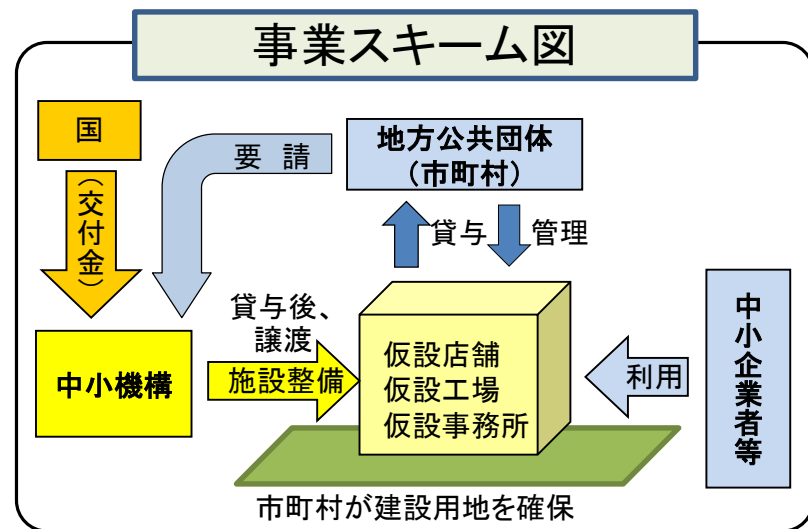 事業スキーム図
国
(交付金)
要 請
地方公共団体
(市町村)
貸与
管理
中小機構
貸与後、
譲渡
施設整備
仮設店舗
仮設工場
仮設事務所
利用
中小企業者等
市町村が建設用地を確保